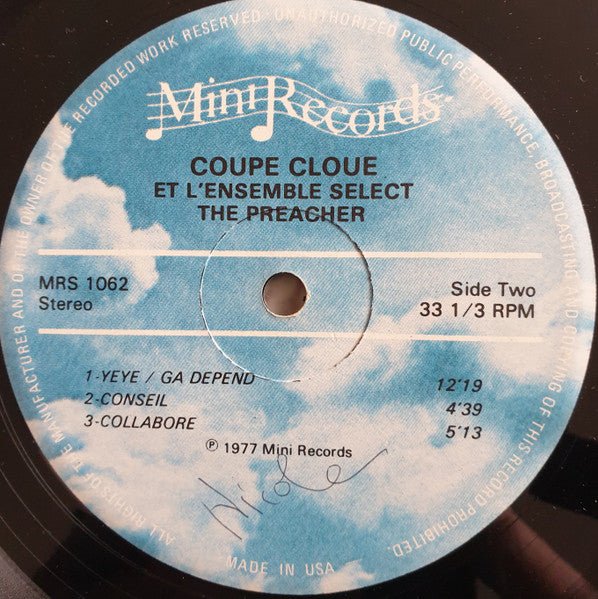 ALL RIGHTS OF THE MANUFACTURER AND OF THE OWNER OF THE RECORDED WORK RESERVED · UNAUTHORIZED PUBLIC PERFORMANCE, BROADCASTING AND COPYING OF THIS RECORD PROHIBITED.
Mini Records
COUPE CLOUE
ET L'ENSEMBLE SELECT
THE PREACHER
MRS 1062
Stereo
Side Two
33 1/3 RPM
1-YEYE / GA DEPEND 12'19
2-CONSEIL 4'39
3-COLLABORE 5'13
℗ 1977 Mini Records
Nicole
MADE IN USA